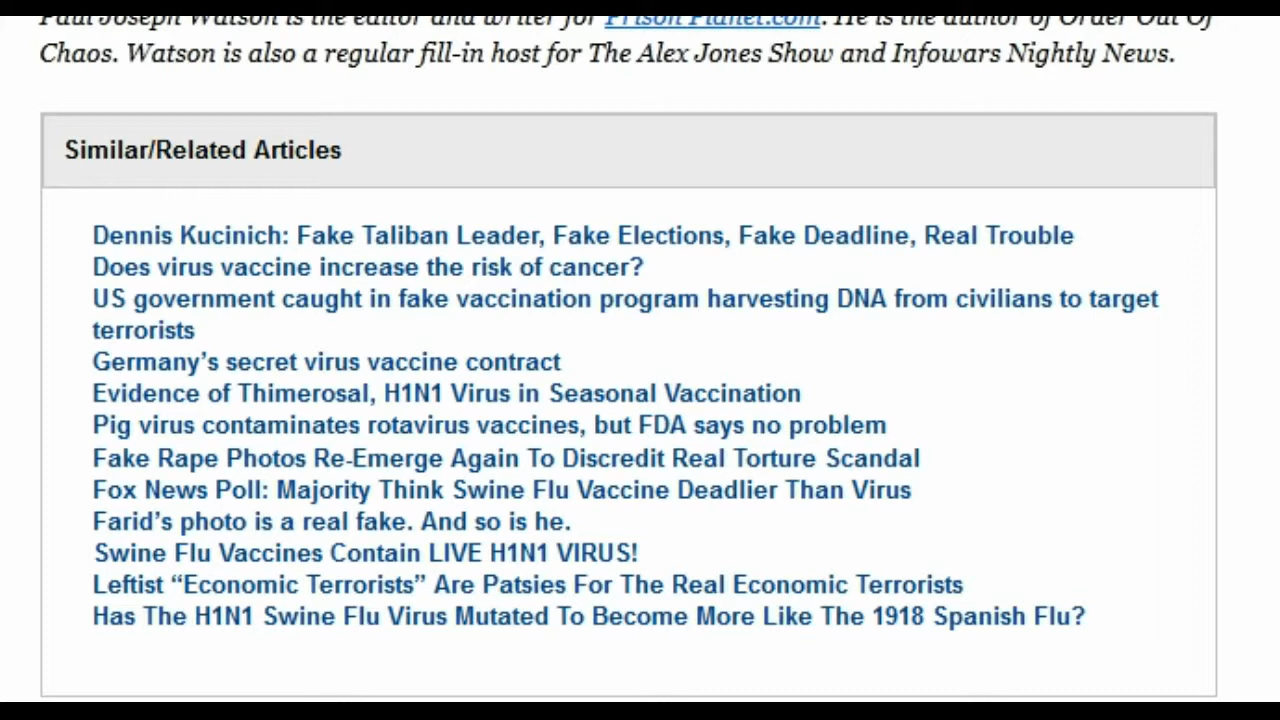 Paul Joseph Watson is the editor and writer for Prison Planet.com. He is the author of Order Out Of
Chaos. Watson is also a regular fill-in host for The Alex Jones Show and Infowars Nightly News.
Similar/Related Articles
Dennis Kucinich: Fake Taliban Leader, Fake Elections, Fake Deadline, Real Trouble
Does virus vaccine increase the risk of cancer?
US government caught in fake vaccination program harvesting DNA from civilians to target
terrorists
Germany’s secret virus vaccine contract
Evidence of Thimerosal, H1N1 Virus in Seasonal Vaccination
Pig virus contaminates rotavirus vaccines, but FDA says no problem
Fake Rape Photos Re-Emerge Again To Discredit Real Torture Scandal
Fox News Poll: Majority Think Swine Flu Vaccine Deadlier Than Virus
Farid’s photo is a real fake. And so is he.
Swine Flu Vaccines Contain LIVE H1N1 VIRUS!
Leftist “Economic Terrorists” Are Patsies For The Real Economic Terrorists
Has The H1N1 Swine Flu Virus Mutated To Become More Like The 1918 Spanish Flu?